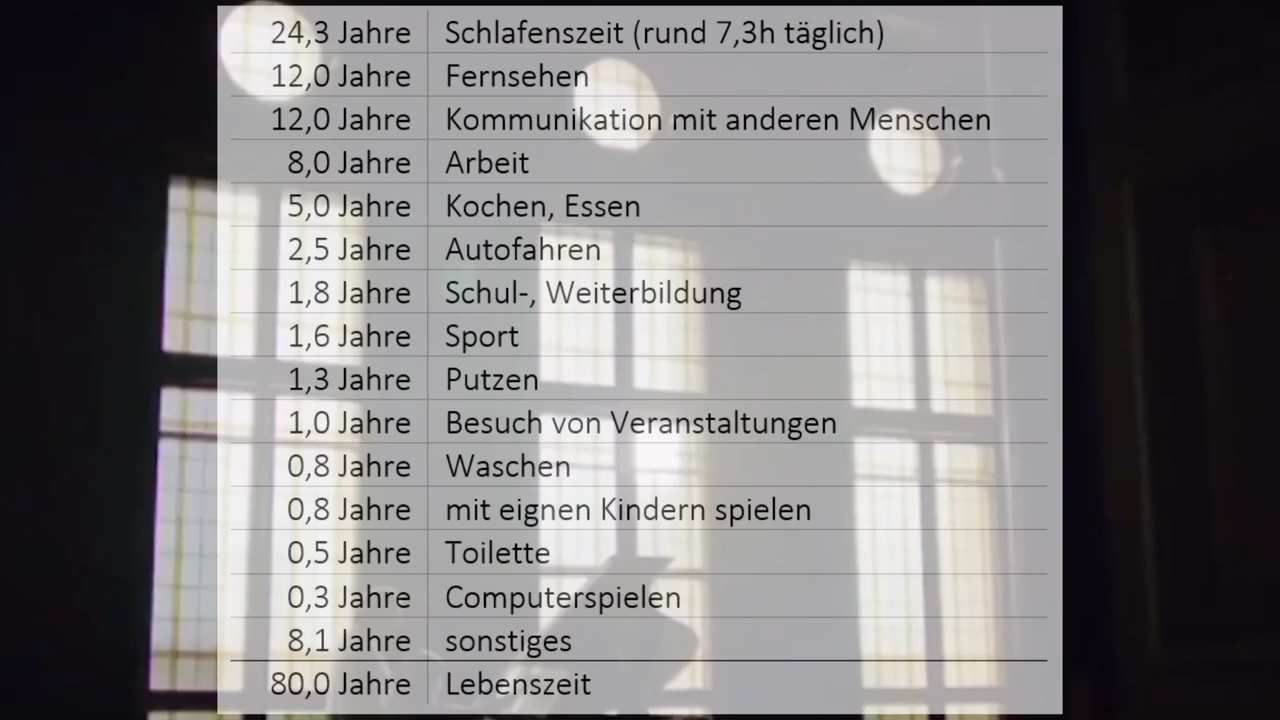 24,3 Jahre Schlafenszeit (rund 7,3h täglich)
12,0 Jahre Fernsehen
12,0 Jahre Kommunikation mit anderen Menschen
8,0 Jahre Arbeit
5,0 Jahre Kochen, Essen
2,5 Jahre Autofahren
1,8 Jahre Schul-, Weiterbildung
1,6 Jahre Sport
1,3 Jahre Putzen
1,0 Jahre Besuch von Veranstaltungen
0,8 Jahre Waschen
0,8 Jahre mit eignen Kindern spielen
0,5 Jahre Toilette
0,3 Jahre Computerspielen
8,1 Jahre sonstiges
80,0 Jahre Lebenszeit